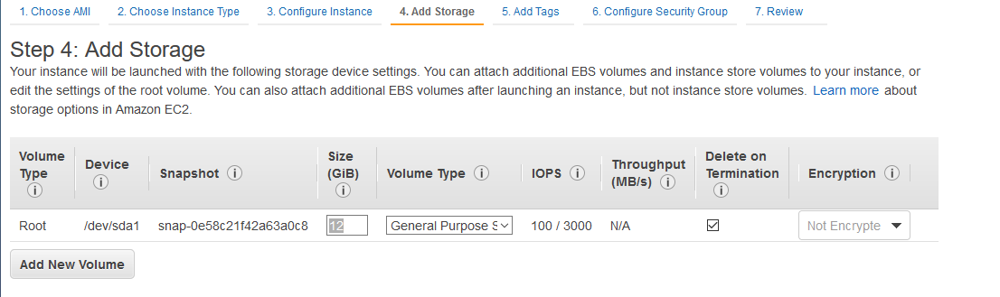 1. Choose AMI 2. Choose Instance Type 3. Configure Instance 4. Add Storage 5. Add Tags 6. Configure Security Group 7. Review
Step 4: Add Storage
Your instance will be launched with the following storage device settings. You can attach additional EBS volumes and instance store volumes to your instance, or
edit the settings of the root volume. You can also attach additional EBS volumes after launching an instance, but not instance store volumes. Learn more about
storage options in Amazon EC2.
Volume Type i Device i Snapshot i Size (GiB) i Volume Type i IOPS i Throughput (MB/s) i Delete on Termination i Encryption i
Root /dev/sda1 snap-0e58c21f42a63a0c8 12 General Purpose S 100 / 3000 N/A Not Encrypte
Add New Volume